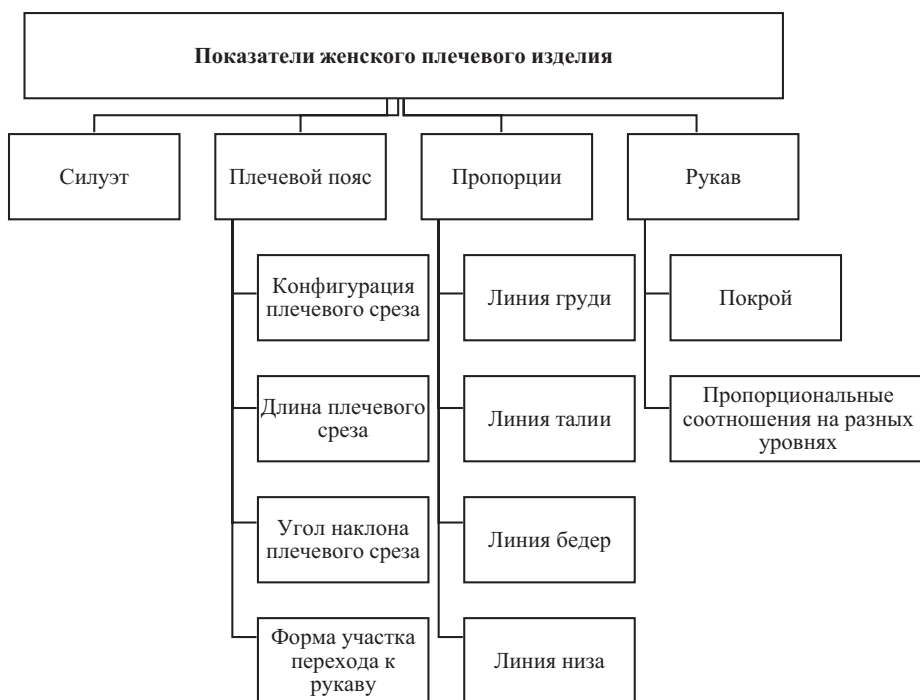 Показатели женского плечевого изделия
Силуэт
Плечевой пояс
Пропорции
Рукав
Конфигурация
плечевого среза
Длина плечевого
среза
Угол наклона
плечевого среза
Форма участка
перехода к
рукаву
Линия груди
Линия талии
Линия бедер
Линия низа
Покрой
Пропорциональные
соотношения на разных
уровнях